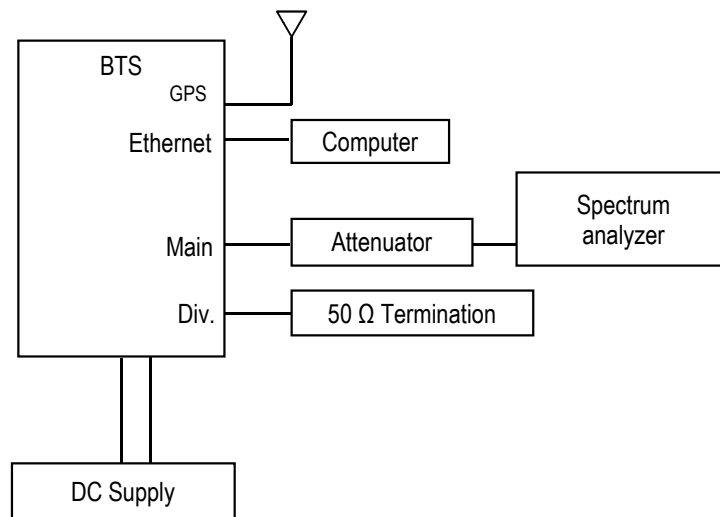 BTS
GPS
Ethernet
Computer
Main
Attenuator
Spectrum
analyzer
Div.
50 Ω Termination
DC Supply